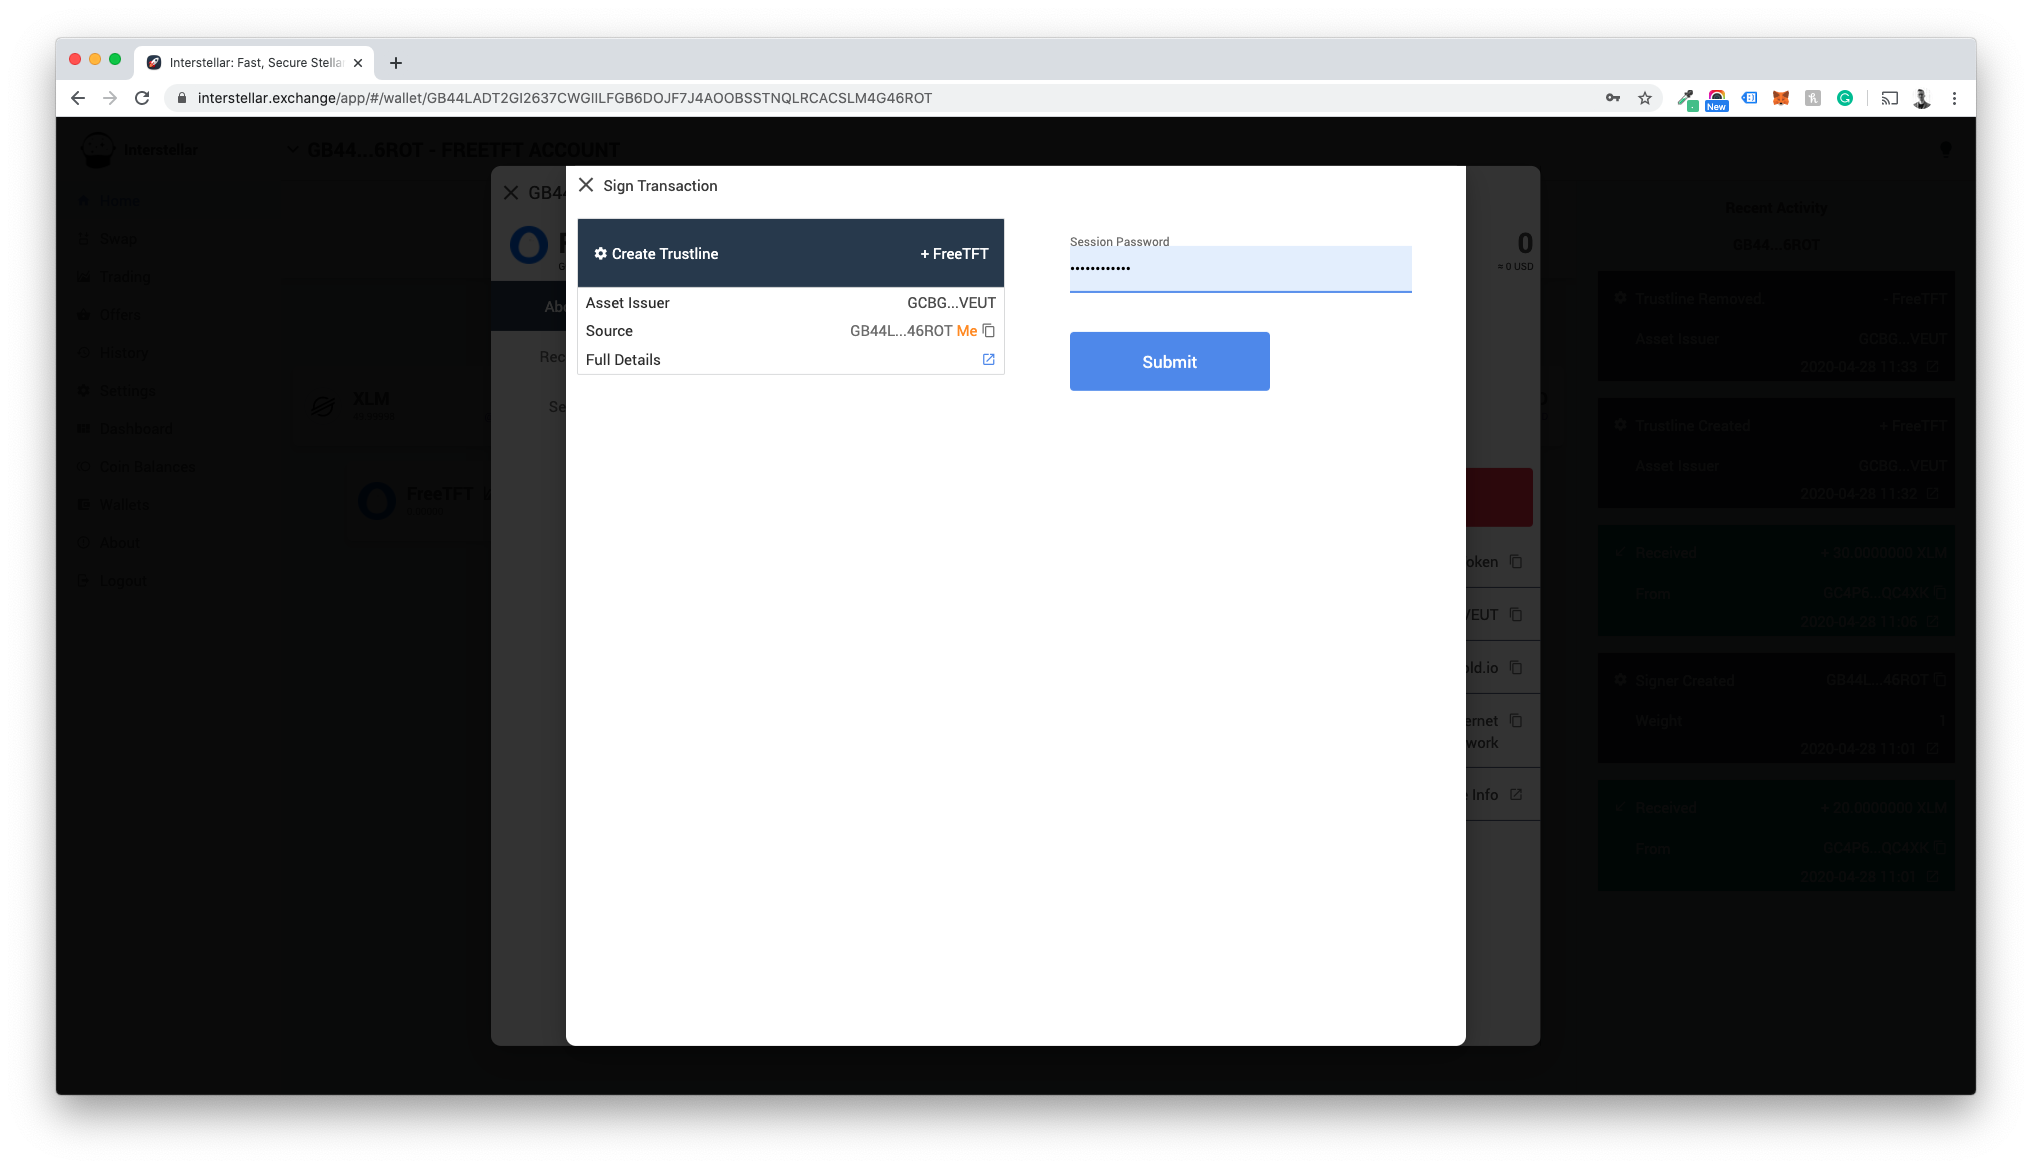 Interstellar: Fast, Secure Stella
interstellar.exchange/app/#/wallet/GB44LADT2GI2637CWGIILFGB6DOJF7J4AOOBSSTNQLRCACSLM4G46ROT
New
Interstellar
GB44...6ROT - FREETFT ACCOUNT
Home
Swap
Trading
Offers
History
Settings
Dashboard
Coin Balances
Wallets
About
Logout
XLM
FreeTFT
GB44
Abo
Rec
Se
Sign Transaction
Create Trustline + FreeTFT
Asset Issuer GCBG...VEUT
Source GB44L...46ROT Me
Full Details
Session Password
••••••••••••
Submit
0
≈ 0 USD
oken
VEUT
old.io
ernet
work
e Info
Recent Activity
GB44...6ROT
Trustline Removed. - FreeTFT
Asset Issuer GCBG...VEUT
2020-04-28 11:33
Trustline Created + FreeTFT
Asset Issuer GCBG...VEUT
2020-04-28 11:32
Received + 30.0000000 XLM
From GC4P6...QC4XK
2020-04-28 11:06
Signer Created GB44L...46ROT
Weight 1
2020-04-28 11:01
Received + 20.0000000 XLM
From GC4P6...QC4XK
2020-04-28 11:01